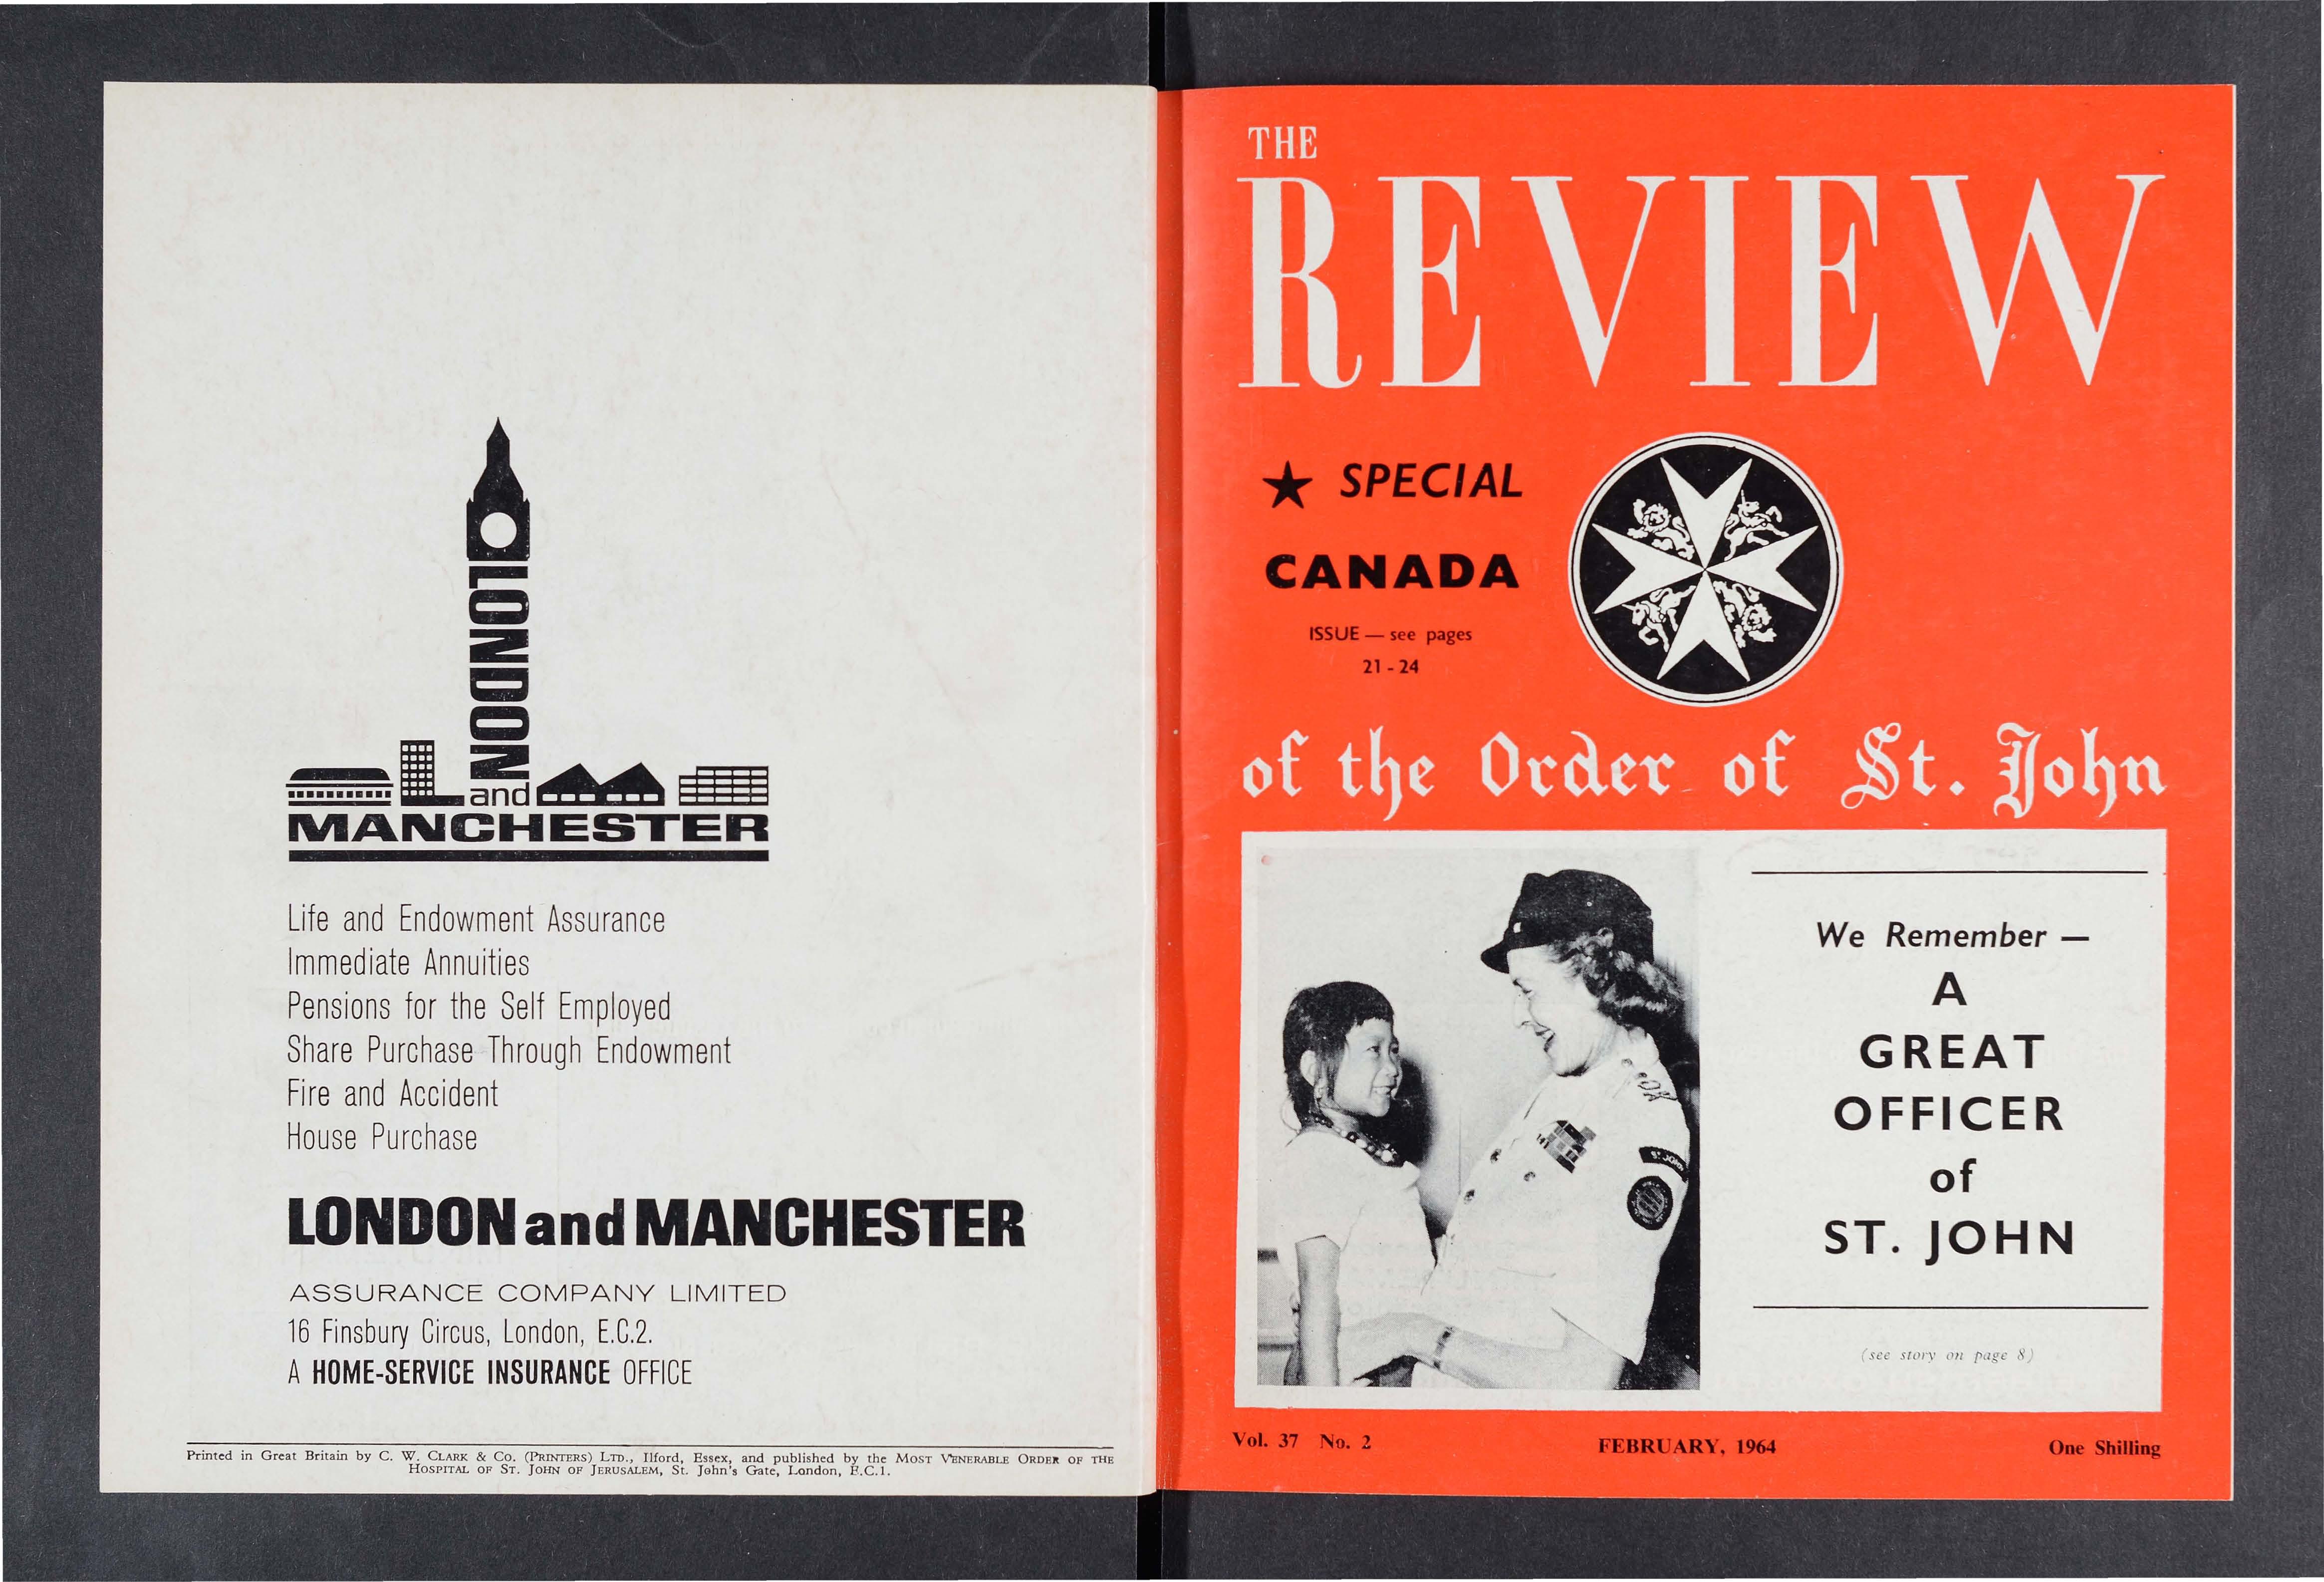 LONDON
and
MANCHESTER
Life and Endowment Assurance
Immediate Annuities
Pensions for the Self Employed
Share Purchase Through Endowment
Fire and Accident
House Purchase
LONDON and MANCHESTER
ASSURANCE COMPANY LIMITED
16 Finsbury Circus, London, E.C.2.
A HOME-SERVICE INSURANCE OFFICE
Printed in Great Britain by C. W. CLARK & Co. (PRINTERS) LTD., Ilford, Essex, and published by the MOST VENERABLE ORDER OF THE
HOSPITAL OF ST. JOHN OF JERUSALEM, St. John's Gate, London, E.C.1.
THE
REVIEW
★ SPECIAL
CANADA
ISSUE — see pages
21 - 24
of the Order of St. John
We Remember —
A
GREAT
OFFICER
of
ST. JOHN
(see story on page 8)
ST. JOHN
Vol. 37 No. 2 FEBRUARY, 1964 One Shilling